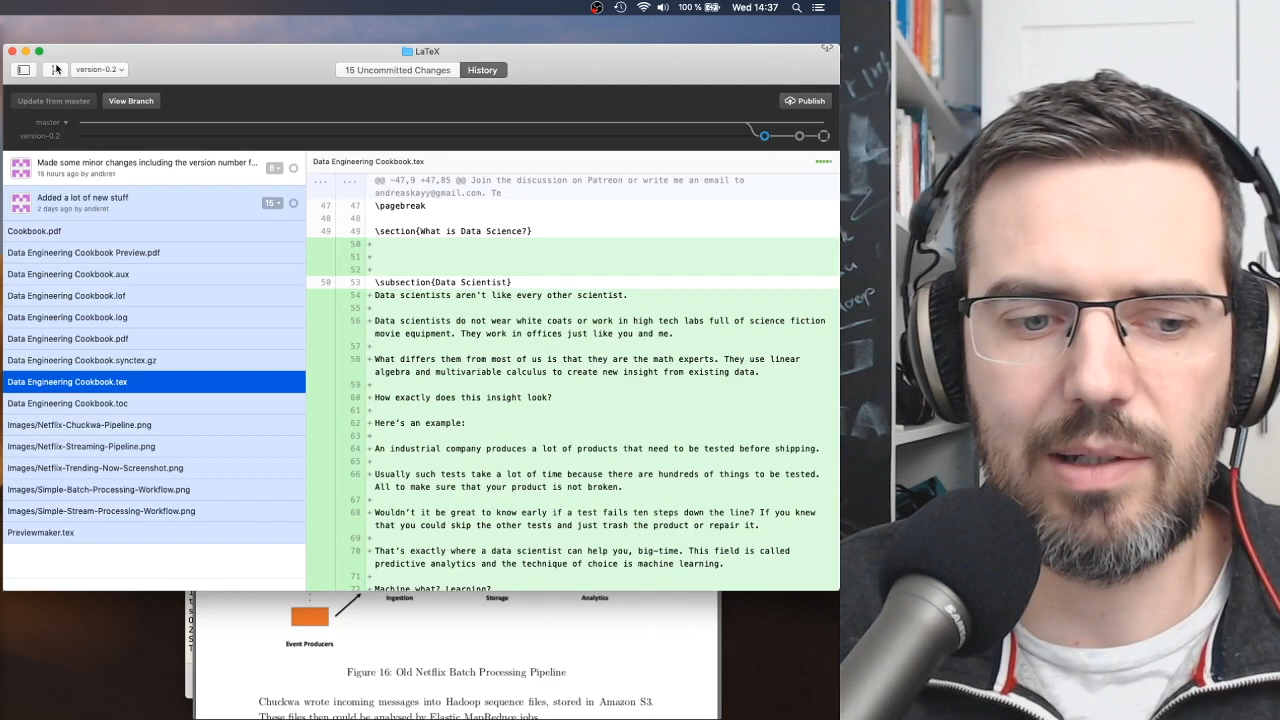 100 % Wed 14:37
LaTeX
version-0.2
15 Uncommitted Changes History
Update from master View Branch Publish
master
version-0.2
Made some minor changes including the version number f... 8
15 hours ago by andkret
Added a lot of new stuff 15
2 days ago by andkret
Cookbook.pdf
Data Engineering Cookbook Preview.pdf
Data Engineering Cookbook.aux
Data Engineering Cookbook.lof
Data Engineering Cookbook.log
Data Engineering Cookbook.pdf
Data Engineering Cookbook.synctex.gz
Data Engineering Cookbook.tex
Data Engineering Cookbook.toc
Images/Netflix-Chuckwa-Pipeline.png
Images/Netflix-Streaming-Pipeline.png
Images/Netflix-Trending-Now-Screenshot.png
Images/Simple-Batch-Processing-Workflow.png
Images/Simple-Stream-Processing-Workflow.png
Previewmaker.tex
Data Engineering Cookbook.tex
... ... @@ -47,9 +47,85 @@ Join the discussion on Patreon or write me an email to
andreaskayy@gmail.com. Te
47 47 \pagebreak
48 48
49 49 \section{What is Data Science?}
50 +
51 +
52 +
50 53 \subsection{Data Scientist}
54 +Data scientists aren't like every other scientist.
55 +
56 +Data scientists do not wear white coats or work in high tech labs full of science fiction
movie equipment. They work in offices just like you and me.
57 +
58 +What differs them from most of us is that they are the math experts. They use linear
algebra and multivariable calculus to create new insight from existing data.
59 +
60 +How exactly does this insight look?
61 +
62 +Here's an example:
63 +
64 +An industrial company produces a lot of products that need to be tested before shipping.
65 +
66 +Usually such tests take a lot of time because there are hundreds of things to be tested.
All to make sure that your product is not broken.
67 +
68 +Wouldn't it be great to know early if a test fails ten steps down the line? If you knew
that you could skip the other tests and just trash the product or repair it.
69 +
70 +That's exactly where a data scientist can help you, big-time. This field is called
predictive analytics and the technique of choice is machine learning.
71 +
72 +Machine what? Learning?
Ingestion Storage Analytics
Event Producers
Figure 16: Old Netflix Batch Processing Pipeline
Chuckwa wrote incoming messages into Hadoop sequence files, stored in Amazon S3.
These files then could be analysed by Elastic MapReduce jobs.
SAMSON